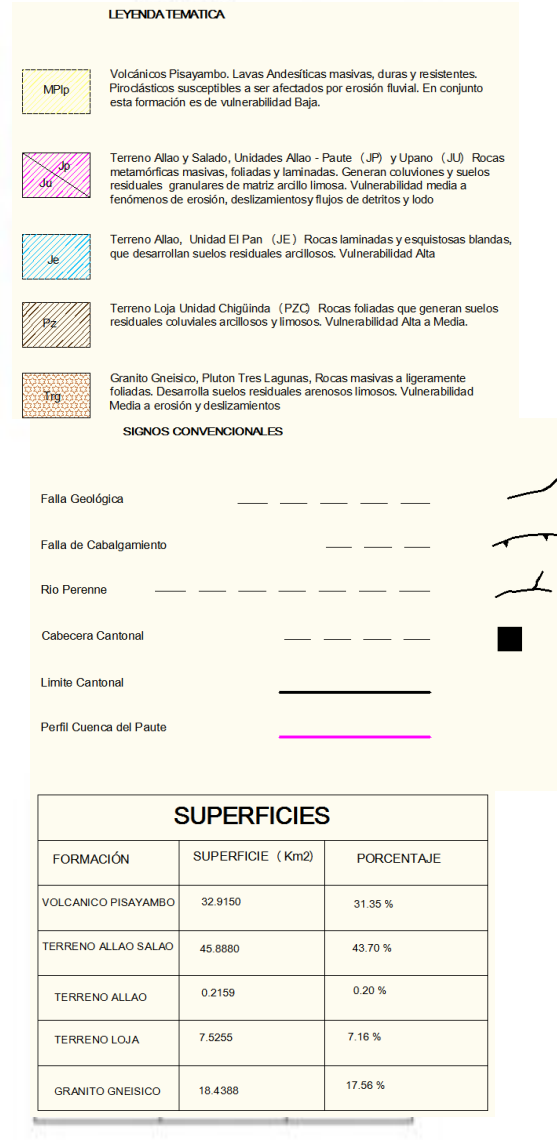 LEYENDA TEMATICA
MPlp
Volcánicos Pisayambo. Lavas Andesíticas masivas, duras y resistentes.
Piroclásticos susceptibles a ser afectados por erosión fluvial. En conjunto
esta formación es de vulnerabilidad Baja.
Jp
Ju
Terreno Allao y Salado, Unidades Allao - Paute (JP) y Upano (JU) Rocas
metamórficas masivas, foliadas y laminadas. Generan coluviones y suelos
residuales granulares de matriz arcillo limosa. Vulnerabilidad media a
fenómenos de erosión, deslizamientosy flujos de detritos y lodo
Je
Terreno Allao, Unidad El Pan (JE) Rocas laminadas y esquistosas blandas,
que desarrollan suelos residuales arcillosos. Vulnerabilidad Alta
Pz
Terreno Loja Unidad Chigüinda (PZC) Rocas foliadas que generan suelos
residuales coluviales arcillosos y limosos. Vulnerabilidad Alta a Media.
Trg
Granito Gneisico, Pluton Tres Lagunas, Rocas masivas a ligeramente
foliadas. Desarrolla suelos residuales arenosos limosos. Vulnerabilidad
Media a erosión y deslizamientos
SIGNOS CONVENCIONALES
Falla Geológica
Falla de Cabalgamiento
Rio Perenne
Cabecera Cantonal
Limite Cantonal
Perfil Cuenca del Paute
SUPERFICIES
FORMACIÓN SUPERFICIE (Km2) PORCENTAJE
VOLCANICO PISAYAMBO 32.9150 31.35 %
TERRENO ALLAO SALAO 45.8880 43.70 %
TERRENO ALLAO 0.2159 0.20 %
TERRENO LOJA 7.5255 7.16 %
GRANITO GNEISICO 18.4388 17.56 %